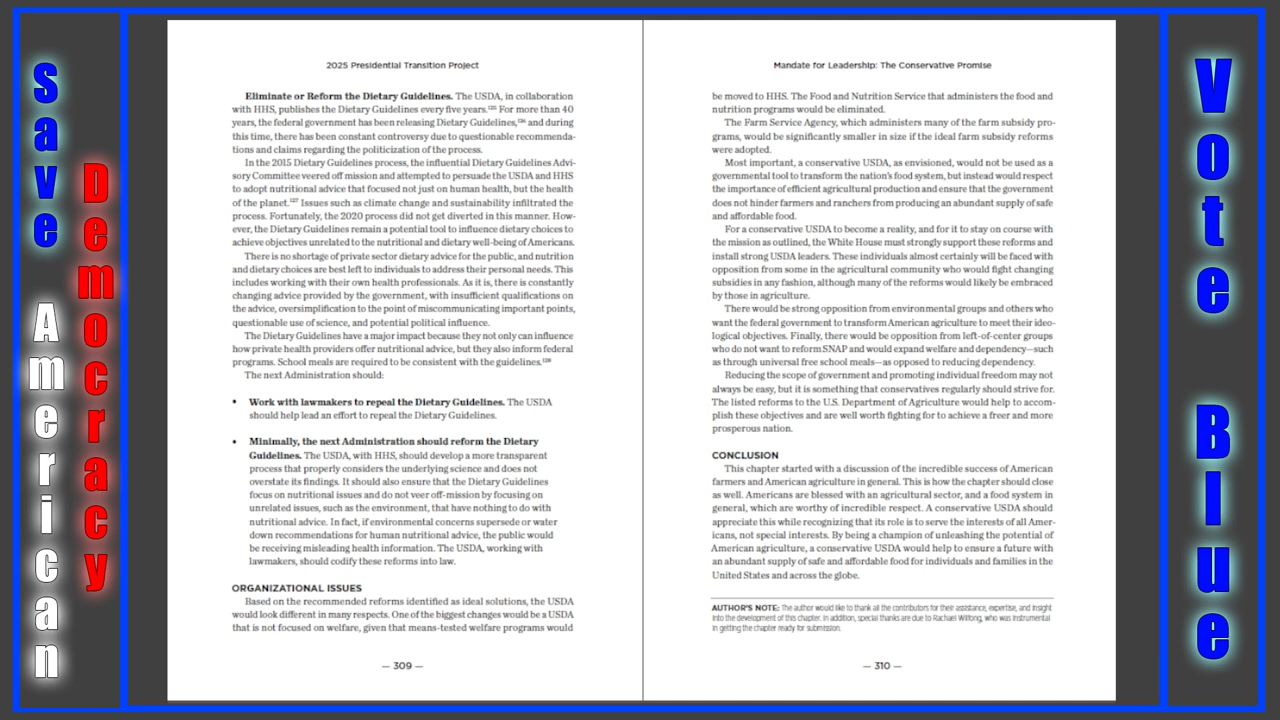 Save American
Democracy
2025 Presidential Transition Project
Eliminate or Reform the Dietary Guidelines. The USDA, in collaboration
with HHS, publishes the Dietary Guidelines every five years.¹²⁵ For more than 40
years, the federal government has been releasing Dietary Guidelines,¹²⁶ and during
this time, there has been constant controversy due to questionable recommenda-
tions and claims regarding the politicization of the process.
In the 2015 Dietary Guidelines process, the influential Dietary Guidelines Advi-
sory Committee veered off mission and attempted to persuade the USDA and HHS
to adopt nutritional advice that focused not just on human health, but the health
of the planet.¹²⁷ Issues such as climate change and sustainability infiltrated the
process. Fortunately, the 2020 process did not get diverted in this manner. How-
ever, the Dietary Guidelines remain a potential tool to influence dietary choices to
achieve objectives unrelated to the nutritional and dietary well-being of Americans.
There is no shortage of private sector dietary advice for the public, and nutrition
and dietary choices are best left to individuals to address their personal needs. This
includes working with their own health professionals. As it is, there is constantly
changing advice provided by the government, with insufficient qualifications on
the advice, oversimplification to the point of miscommunicating important points,
questionable use of science, and potential political influence.
The Dietary Guidelines have a major impact because they not only can influence
how private health providers offer nutritional advice, but they also inform federal
programs. School meals are required to be consistent with the guidelines.¹²⁸
The next Administration should:
• Work with lawmakers to repeal the Dietary Guidelines. The USDA
should help lead an effort to repeal the Dietary Guidelines.
• Minimally, the next Administration should reform the Dietary
Guidelines. The USDA, with HHS, should develop a more transparent
process that properly considers the underlying science and does not
overstate its findings. It should also ensure that the Dietary Guidelines
focus on nutritional issues and do not veer off-mission by focusing on
unrelated issues, such as the environment, that have nothing to do with
nutritional advice. In fact, if environmental concerns supersede or water
down recommendations for human nutritional advice, the public would
be receiving misleading health information. The USDA, working with
lawmakers, should codify these reforms into law.
ORGANIZATIONAL ISSUES
Based on the recommended reforms identified as ideal solutions, the USDA
would look different in many respects. One of the biggest changes would be a USDA
that is not focused on welfare, given that means-tested welfare programs would
— 309 —
Mandate for Leadership: The Conservative Promise
be moved to HHS. The Food and Nutrition Service that administers the food and
nutrition programs would be eliminated.
The Farm Service Agency, which administers many of the farm subsidy pro-
grams, would be significantly smaller in size if the ideal farm subsidy reforms
were adopted.
Most important, a conservative USDA, as envisioned, would not be used as a
governmental tool to transform the nation's food system, but instead would respect
the importance of efficient agricultural production and ensure that the government
does not hinder farmers and ranchers from producing an abundant supply of safe
and affordable food.
For a conservative USDA to become a reality, and for it to stay on course with
the mission as outlined, the White House must strongly support these reforms and
install strong USDA leaders. These individuals almost certainly will be faced with
opposition from some in the agricultural community who would fight changing
subsidies in any fashion, although many of the reforms would likely be embraced
by those in agriculture.
There would be strong opposition from environmental groups and others who
want the federal government to transform American agriculture to meet their ideo-
logical objectives. Finally, there would be opposition from left-of-center groups
who do not want to reform SNAP and would expand welfare and dependency—such
as through universal free school meals—as opposed to reducing dependency.
Reducing the scope of government and promoting individual freedom may not
always be easy, but it is something that conservatives regularly should strive for.
The listed reforms to the U.S. Department of Agriculture would help to accom-
plish these objectives and are well worth fighting for to achieve a freer and more
prosperous nation.
CONCLUSION
This chapter started with a discussion of the incredible success of American
farmers and American agriculture in general. This is how the chapter should close
as well. Americans are blessed with an agricultural sector, and a food system in
general, which are worthy of incredible respect. A conservative USDA should
appreciate this while recognizing that its role is to serve the interests of all Amer-
icans, not special interests. By being a champion of unleashing the potential of
American agriculture, a conservative USDA would help to ensure a future with
an abundant supply of safe and affordable food for individuals and families in the
United States and across the globe.
AUTHOR'S NOTE: The author would like to thank all the contributors for their assistance, expertise, and insight
into the development of this chapter. In addition, special thanks are due to Rachael Wilfong, who was instrumental
in getting the chapter ready for submission.
— 310 —
Vote Blue